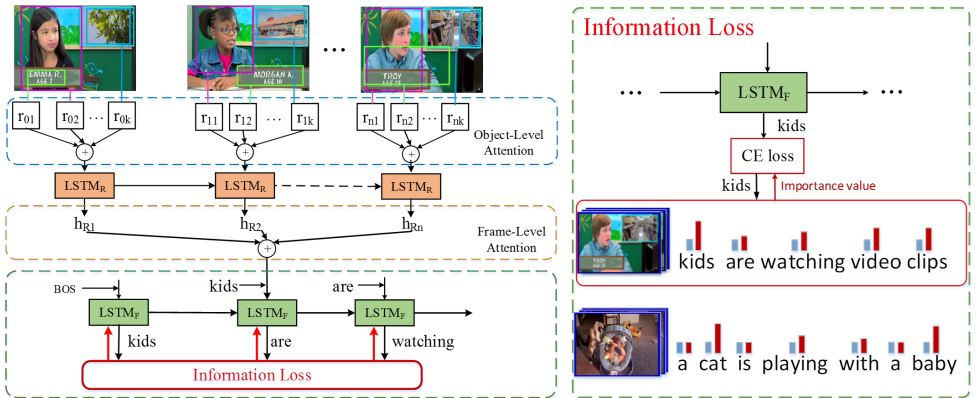 EMMA R.
AGE 7
MORGAN A.
AGE 10
TROY
AGE 12
...
r01 r02 ... r0k
r11 r12 ... r1k
rn1 rn2 ... rnk
+ + +
Object-Level
Attention
LSTMR LSTMR LSTMR
hR1 hR2 hRn
+
Frame-Level
Attention
BOS kids are
LSTMF LSTMF LSTMF
kids are watching
Information Loss
Information Loss
... LSTMF ...
kids
CE loss
kids Importance value
TROY
kids are watching video clips
a cat is playing with a baby